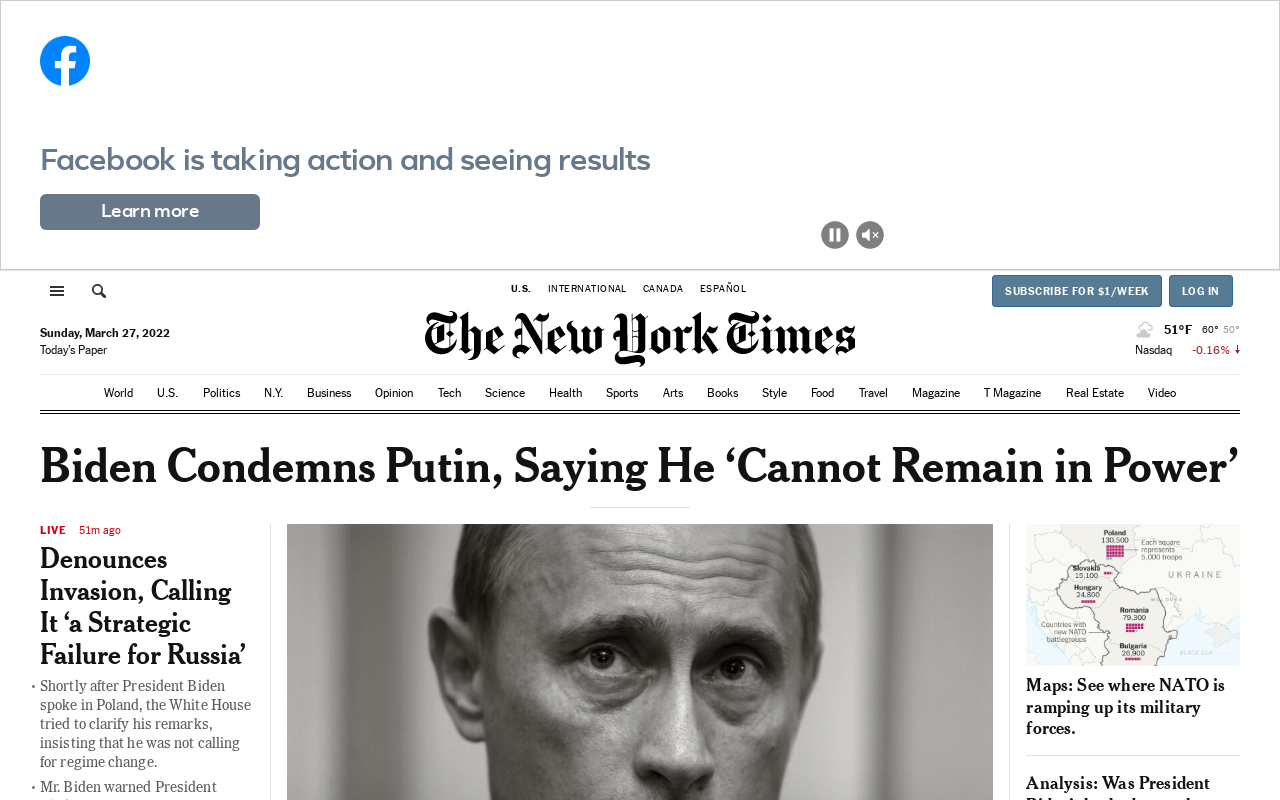 Facebook is taking action and seeing results
Learn more
U.S. INTERNATIONAL CANADA ESPAÑOL
SUBSCRIBE FOR $1/WEEK LOG IN
Sunday, March 27, 2022
Today's Paper
The New York Times
51°F 60° 50°
Nasdaq -0.16%
World U.S. Politics N.Y. Business Opinion Tech Science Health Sports Arts Books Style Food Travel Magazine T Magazine Real Estate Video
Biden Condemns Putin, Saying He ‘Cannot Remain in Power’
LIVE 51m ago
Denounces
Invasion, Calling
It ‘a Strategic
Failure for Russia’
Shortly after President Biden
spoke in Poland, the White House
tried to clarify his remarks,
insisting that he was not calling
for regime change.
Mr. Biden warned President
Poland
130,500
Each square
represents
5,000 troops
Slovakia
15,100
UKRAINE
Hungary
24,800
MOLDOVA
Romania
79,300
Countries with
new NATO
battlegroups
Bulgaria
26,900
BLACK SEA
Maps: See where NATO is
ramping up its military
forces.
Analysis: Was President